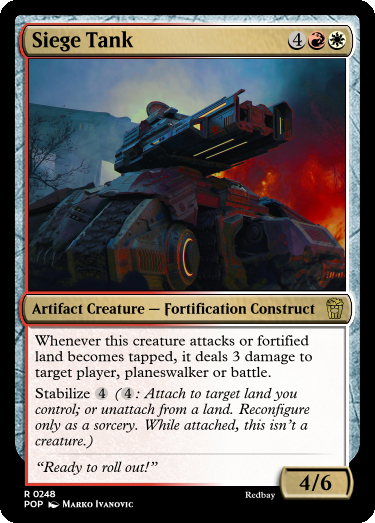 Siege Tank 4
Artifact Creature — Fortification Construct
Whenever this creature attacks or fortified
land becomes tapped, it deals 3 damage to
target player, planeswalker or battle.
Stabilize 4 (4: Attach to target land you
control; or unattach from a land. Reconfigure
only as a sorcery. While attached, this isn't a
creature.)
“Ready to roll out!”
4/6
R 0248
POP Marko Ivanovic
Redbay